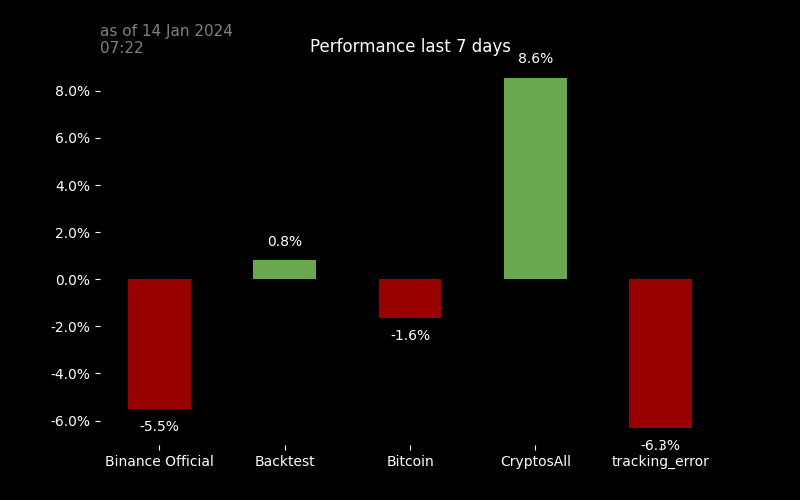 as of 14 Jan 2024
07:22
Performance last 7 days
8.6%
8.0%
6.0%
4.0%
2.0%
0.8%
0.0%
-2.0%
-1.6%
-4.0%
-6.0%
-5.5%
-6.3%
Binance Official
Backtest
Bitcoin
CryptosAll
tracking_error